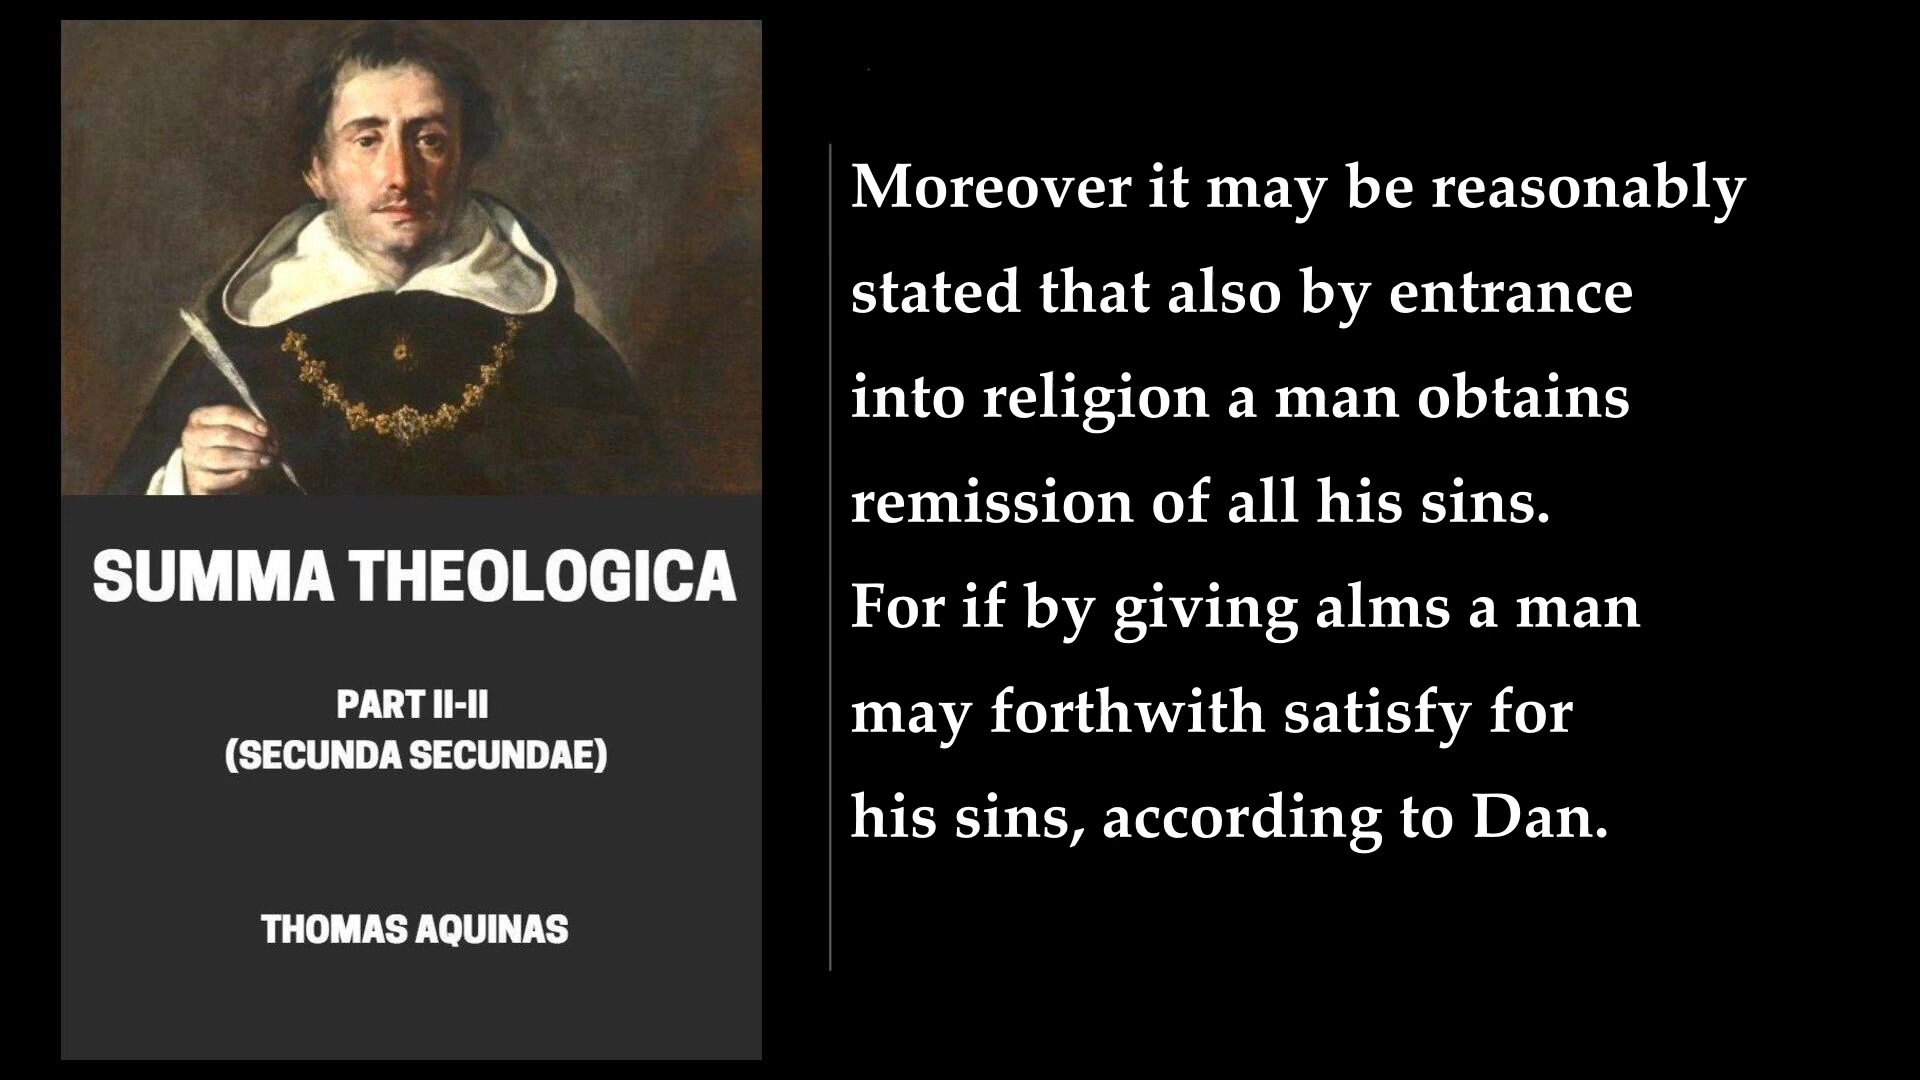 SUMMA THEOLOGICA
PART II-II
(SECUNDA SECUNDAE)
THOMAS AQUINAS
Moreover it may be reasonably
stated that also by entrance
into religion a man obtains
remission of all his sins.
For if by giving alms a man
may forthwith satisfy for
his sins, according to Dan.